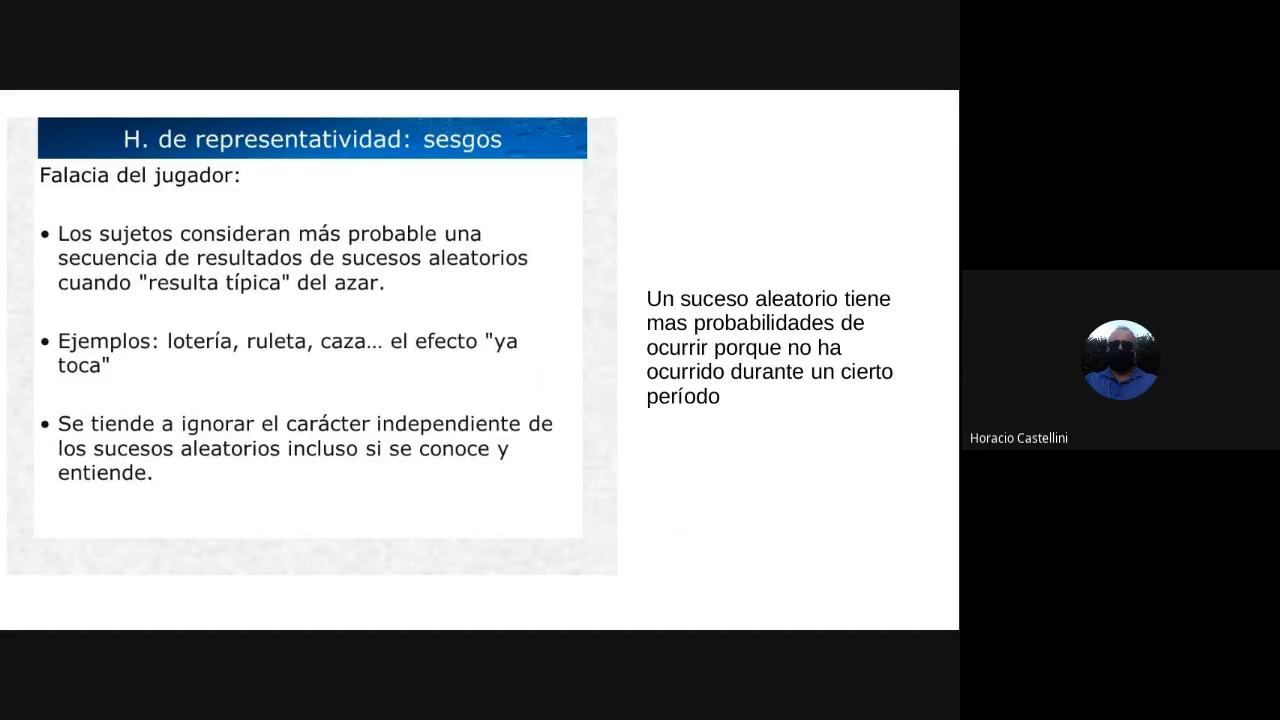 H. de representatividad: sesgos
Falacia del jugador:
• Los sujetos consideran más probable una
secuencia de resultados de sucesos aleatorios
cuando "resulta típica" del azar.
• Ejemplos: lotería, ruleta, caza... el efecto "ya
toca"
• Se tiende a ignorar el carácter independiente de
los sucesos aleatorios incluso si se conoce y
entiende.
Un suceso aleatorio tiene
mas probabilidades de
ocurrir porque no ha
ocurrido durante un cierto
período
Horacio Castellini